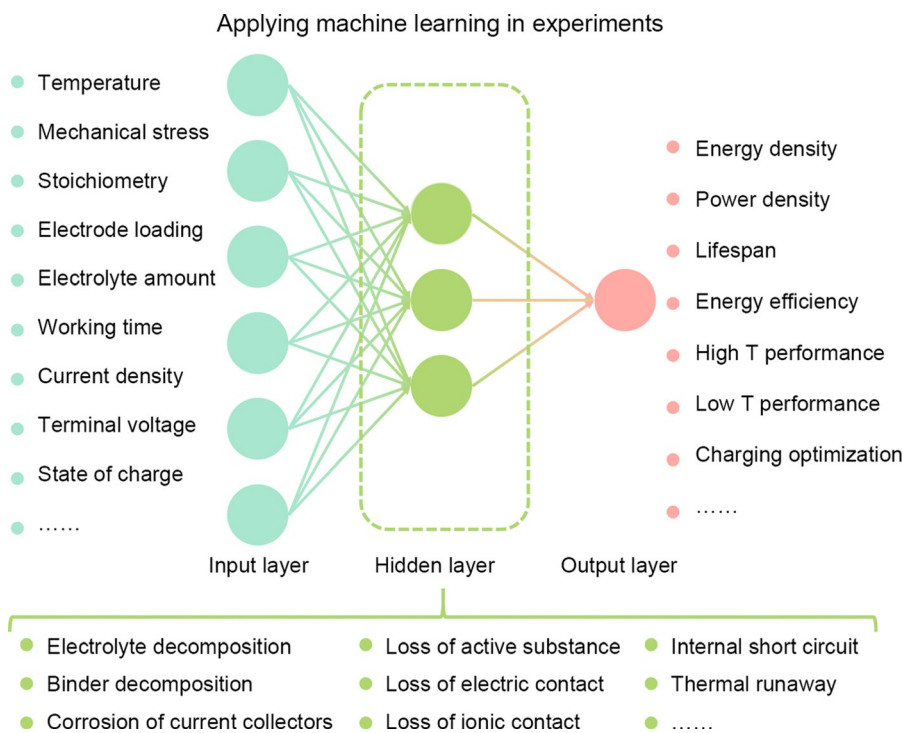 Applying machine learning in experiments
Temperature
Mechanical stress
Stoichiometry
Electrode loading
Electrolyte amount
Working time
Current density
Terminal voltage
State of charge
……
Energy density
Power density
Lifespan
Energy efficiency
High T performance
Low T performance
Charging optimization
……
Input layer
Hidden layer
Output layer
Electrolyte decomposition
Binder decomposition
Corrosion of current collectors
Loss of active substance
Loss of electric contact
Loss of ionic contact
Internal short circuit
Thermal runaway
……